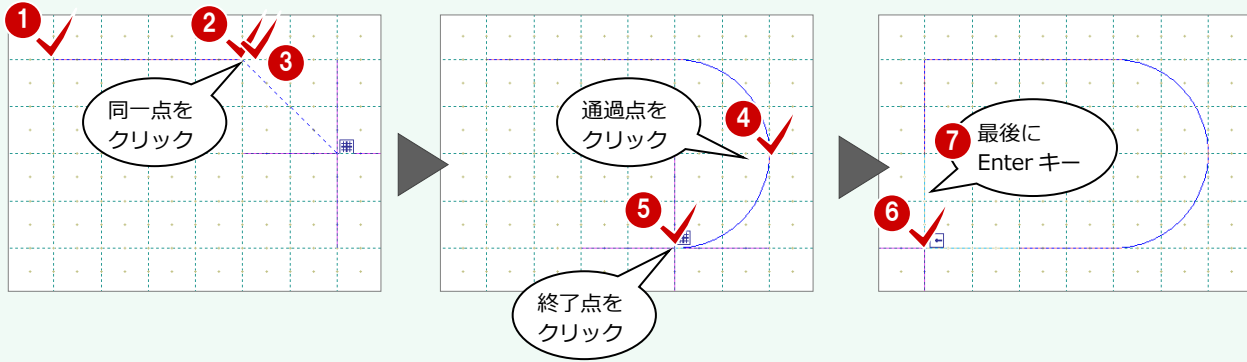 1
2
3
同一点を
クリック
通過点を
クリック
4
5
終了点を
クリック
6
7
最後に
Enter キー